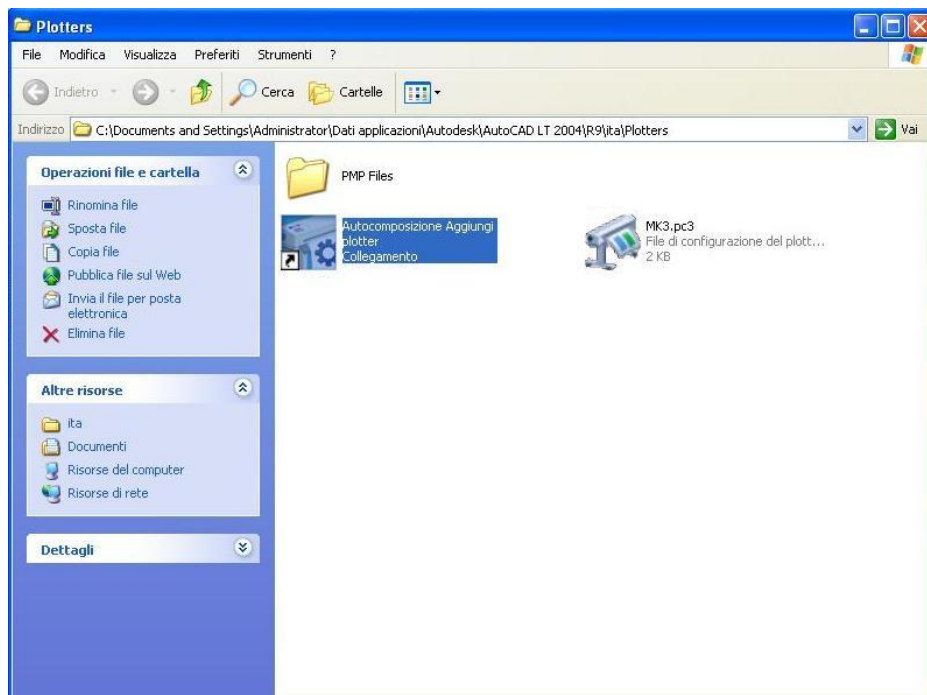 Plotters
File Modifica Visualizza Preferiti Strumenti ?
Indietro Cerca Cartelle
Indirizzo C:\Documents and Settings\Administrator\Dati applicazioni\Autodesk\AutoCAD LT 2004\R9\ita\Plotters Vai
Operazioni file e cartella
Rinomina file
Sposta file
Copia file
Pubblica file sul Web
Invia il file per posta
elettronica
Elimina file
Altre risorse
ita
Documenti
Risorse del computer
Risorse di rete
Dettagli
PMP Files
Autocomposizione Aggiungi
plotter
Collegamento
MK3.pc3
File di configurazione del plott...
2 KB